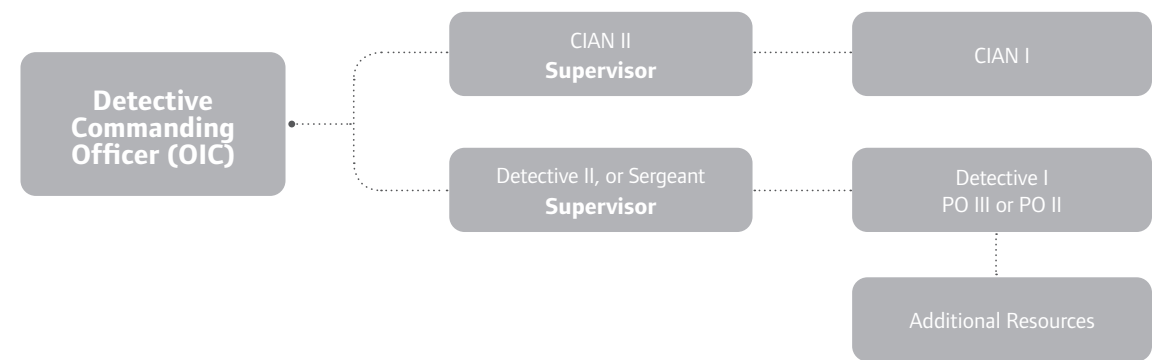 Detective
Commanding
Officer (OIC)
CIAN II
Supervisor
CIAN I
Detective II, or Sergeant
Supervisor
Detective I
PO III or PO II
Additional Resources